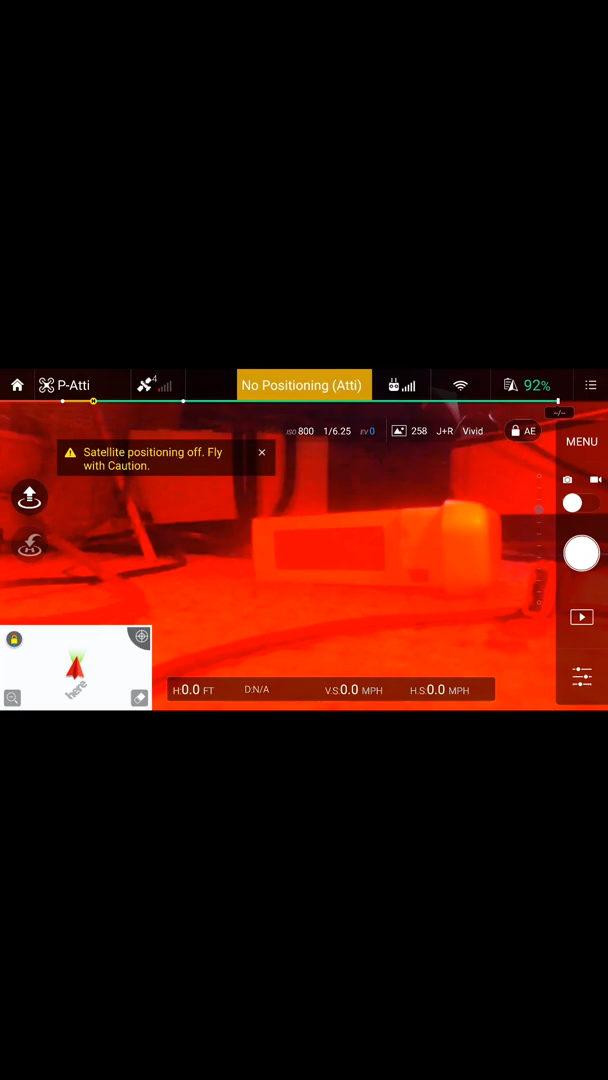 P-Atti
4
No Positioning (Atti)
92%
--/--
ISO 800 1/6.25 EV 0 258 J+R Vivid AE
MENU
Satellite positioning off. Fly
with Caution.
H
H
here
H:0.0 FT D:N/A V.S:0.0 MPH H.S:0.0 MPH